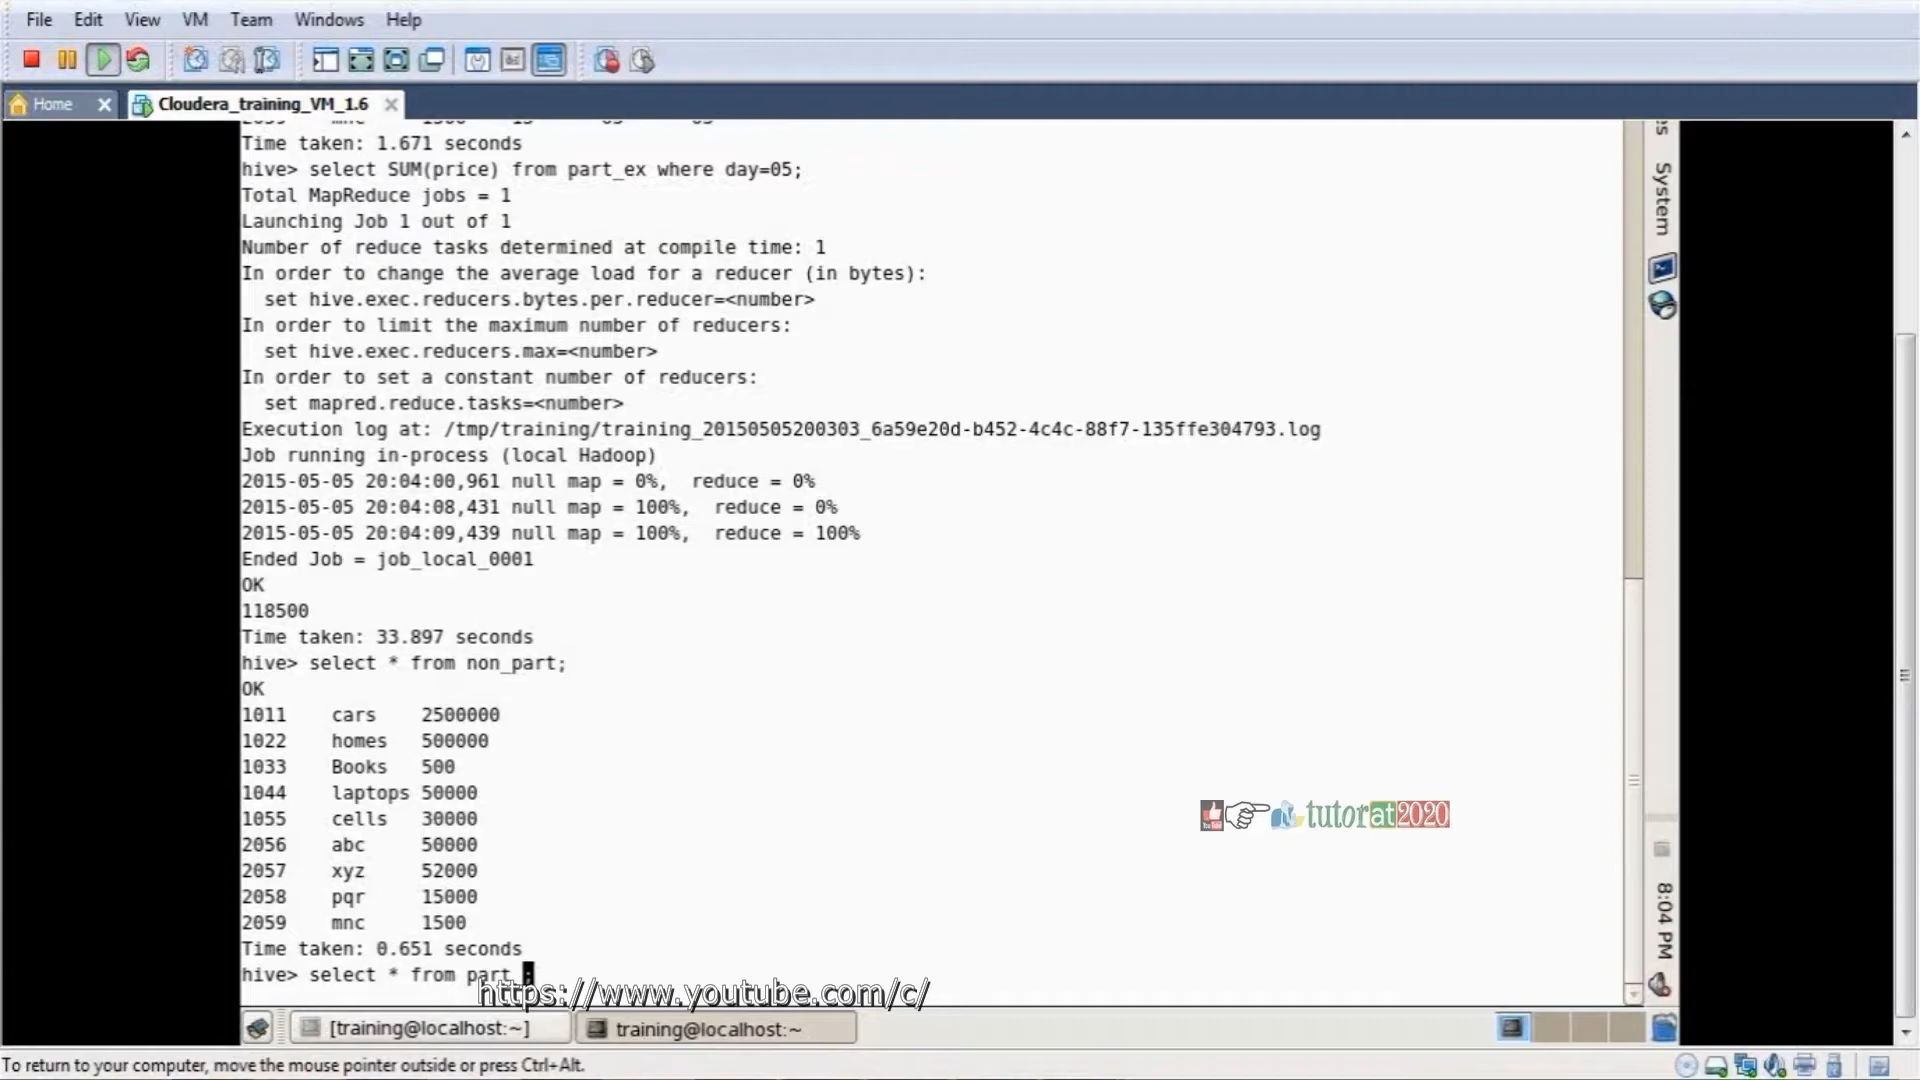 File Edit View VM Team Windows Help
Home
Cloudera_training_VM_1.6
Time taken: 1.671 seconds
hive> select SUM(price) from part_ex where day=05;
Total MapReduce jobs = 1
Launching Job 1 out of 1
Number of reduce tasks determined at compile time: 1
In order to change the average load for a reducer (in bytes):
set hive.exec.reducers.bytes.per.reducer=<number>
In order to limit the maximum number of reducers:
set hive.exec.reducers.max=<number>
In order to set a constant number of reducers:
set mapred.reduce.tasks=<number>
Execution log at: /tmp/training/training_20150505200303_6a59e20d-b452-4c4c-88f7-135ffe304793.log
Job running in-process (local Hadoop)
2015-05-05 20:04:00,961 null map = 0%, reduce = 0%
2015-05-05 20:04:08,431 null map = 100%, reduce = 0%
2015-05-05 20:04:09,439 null map = 100%, reduce = 100%
Ended Job = job_local_0001
OK
118500
Time taken: 33.897 seconds
hive> select * from non_part;
OK
1011 cars 2500000
1022 homes 500000
1033 Books 500
1044 laptops 50000
1055 cells 30000
2056 abc 50000
2057 xyz 52000
2058 pqr 15000
2059 mnc 1500
Time taken: 0.651 seconds
hive> select * from part_;
System
8:04 PM
tutorat2020
https://www.youtube.com/c/
[training@localhost:~]
training@localhost:~
To return to your computer, move the mouse pointer outside or press Ctrl+Alt.